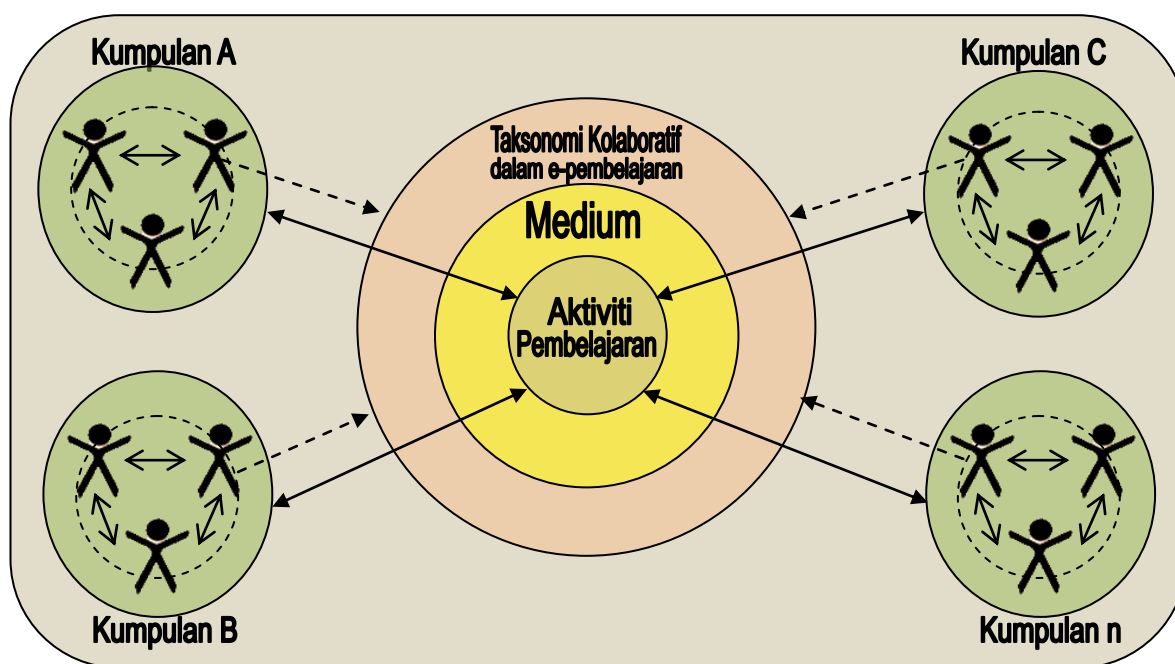 Kumpulan A
Kumpulan C
Taksonomi Kolaboratif
dalam e-pembelajaran
Medium
Aktiviti
Pembelajaran
Kumpulan B
Kumpulan n